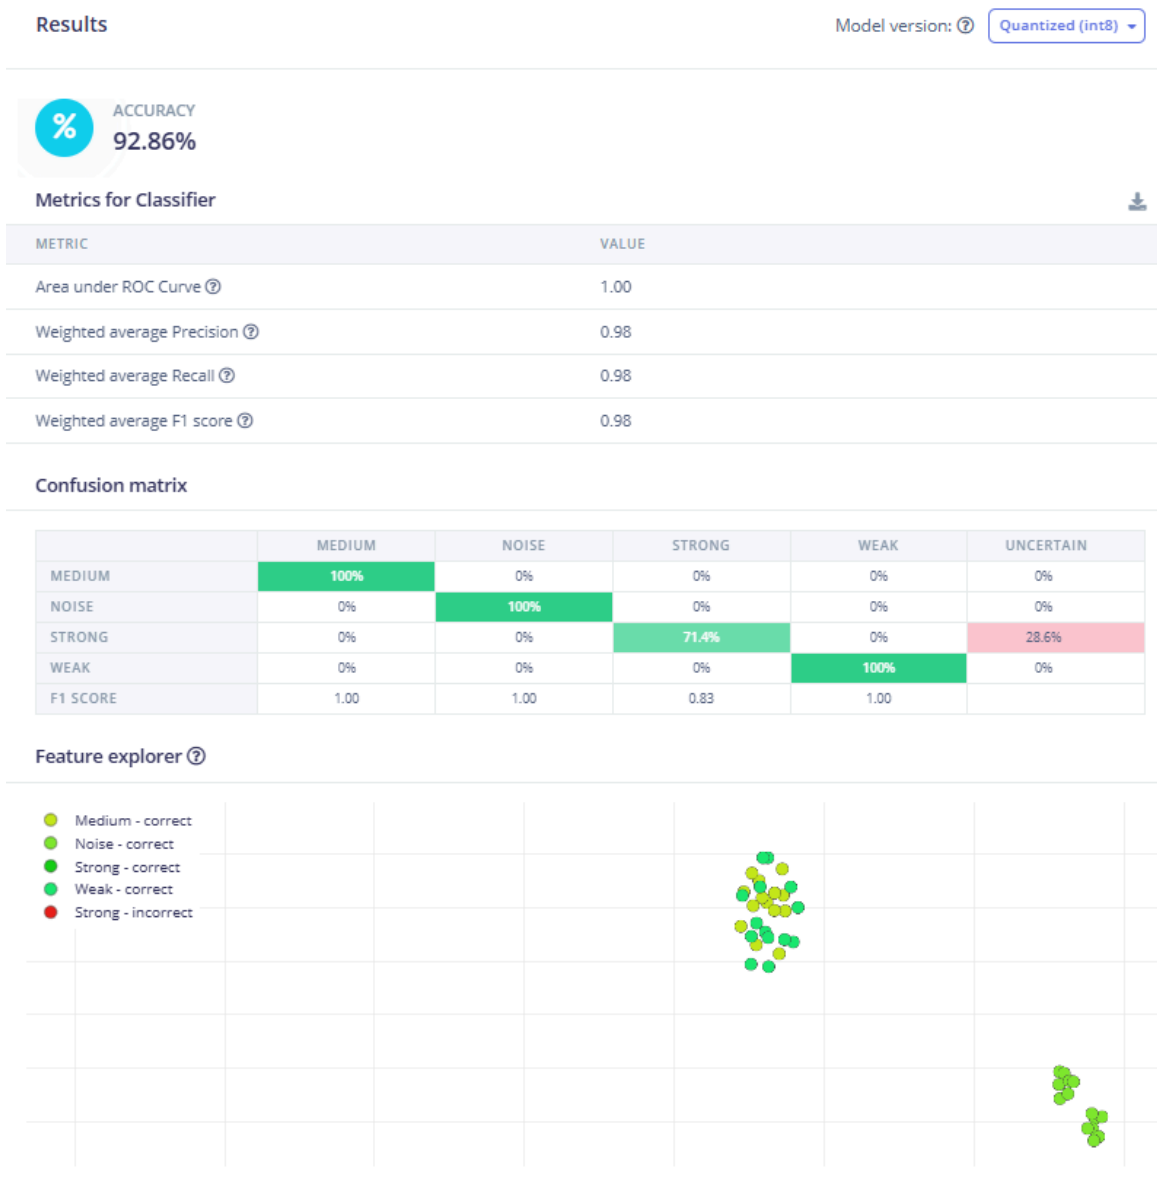 Results
Model version: Quantized (int8)
%
ACCURACY
92.86%
Metrics for Classifier
METRIC VALUE
Area under ROC Curve ? 1.00
Weighted average Precision ? 0.98
Weighted average Recall ? 0.98
Weighted average F1 score ? 0.98
Confusion matrix
MEDIUM NOISE STRONG WEAK UNCERTAIN
MEDIUM 100% 0% 0% 0% 0%
NOISE 0% 100% 0% 0% 0%
STRONG 0% 0% 71.4% 0% 28.6%
WEAK 0% 0% 0% 100% 0%
F1 SCORE 1.00 1.00 0.83 1.00
Feature explorer ?
Medium - correct
Noise - correct
Strong - correct
Weak - correct
Strong - incorrect